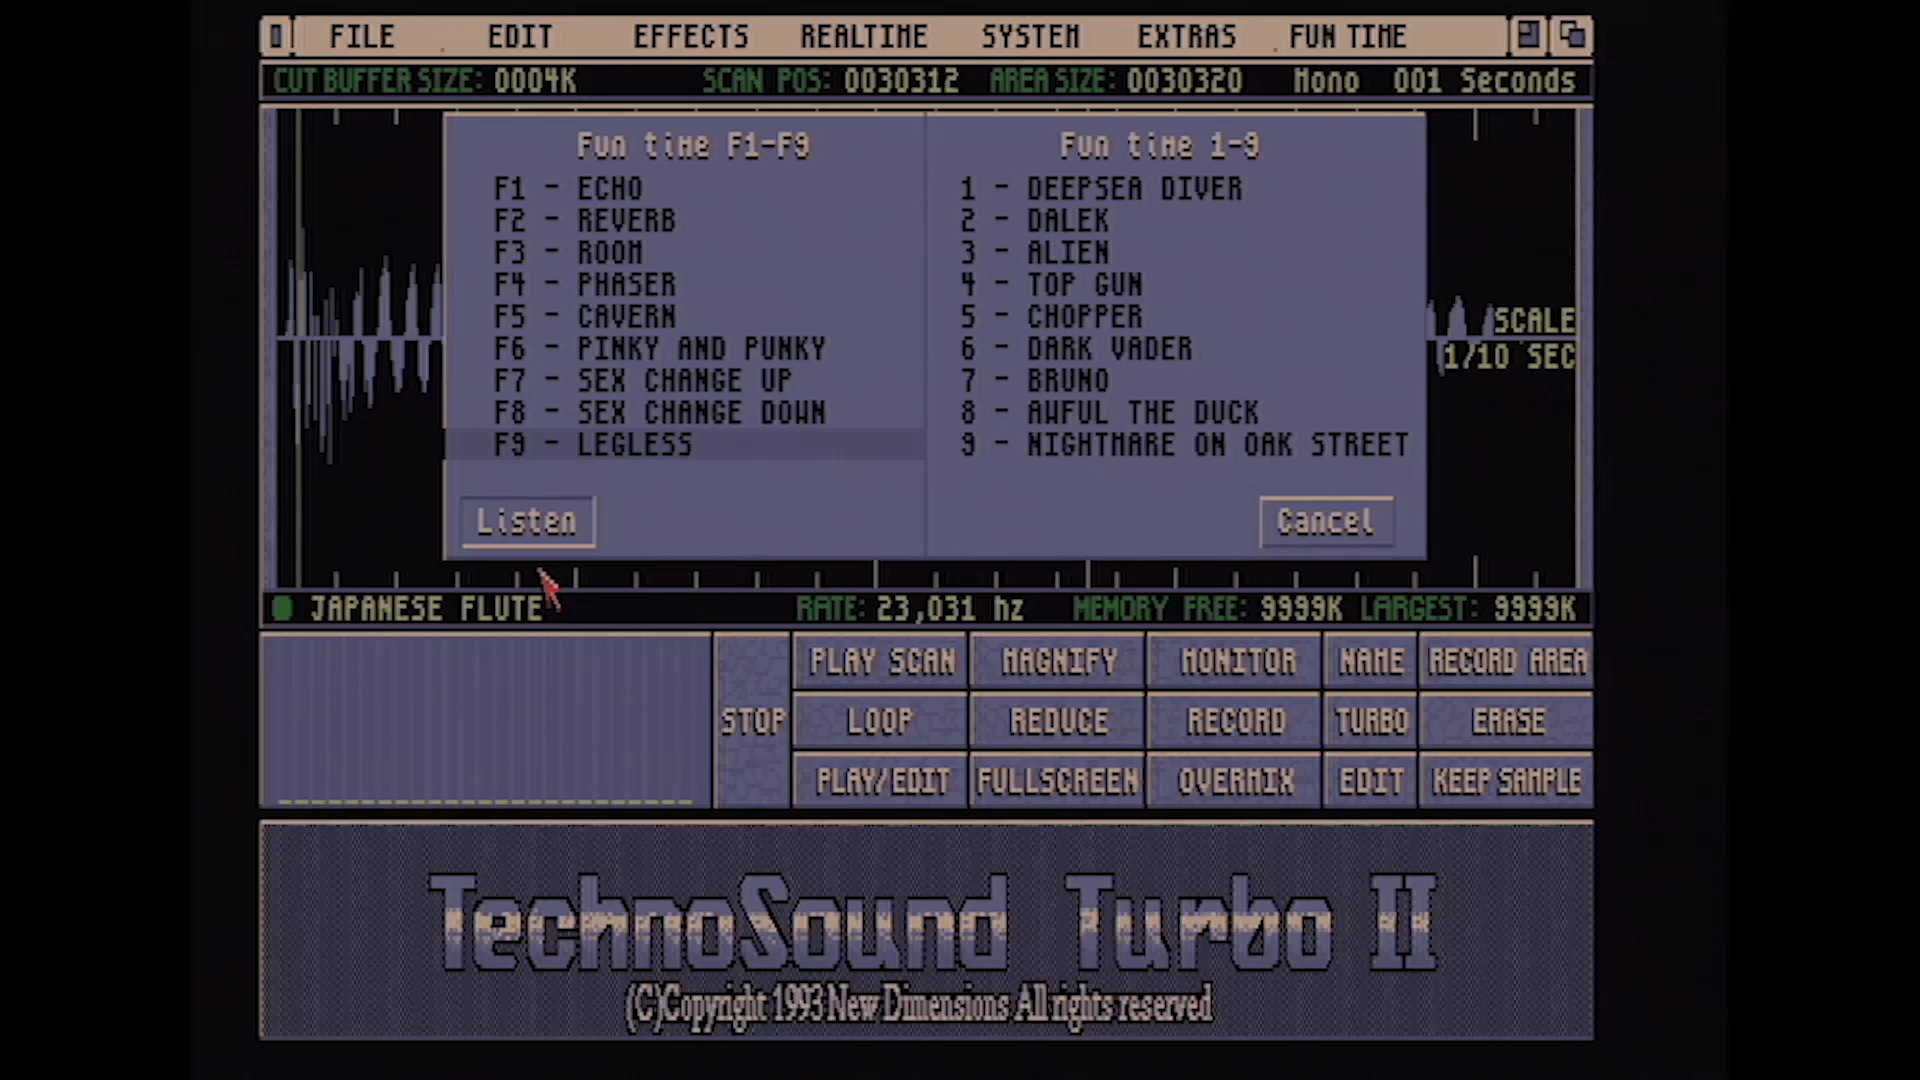 FILE EDIT EFFECTS REALTIME SYSTEM EXTRAS FUN TIME
CUT BUFFER SIZE: 0004K SCAN POS: 0030312 AREA SIZE: 0030320 Mono 001 Seconds
Fun time F1-F9
F1 - ECHO
F2 - REVERB
F3 - ROOM
F4 - PHASER
F5 - CAVERN
F6 - PINKY AND PUNKY
F7 - SEX CHANGE UP
F8 - SEX CHANGE DOWN
F9 - LEGLESS
Listen
Fun time 1-9
1 - DEEPSEA DIVER
2 - DALEK
3 - ALIEN
4 - TOP GUN
5 - CHOPPER
6 - DARK VADER
7 - BRUNO
8 - AWFUL THE DUCK
9 - NIGHTMARE ON OAK STREET
Cancel
SCALE
1/10 SEC
JAPANESE FLUTE RATE: 23,031 hz MEMORY FREE: 9999K LARGEST: 9999K
PLAY SCAN MAGNIFY MONITOR NAME RECORD AREA
STOP LOOP REDUCE RECORD TURBO ERASE
PLAY/EDIT FULLSCREEN OVERMIX EDIT KEEP SAMPLE
TechnoSound Turbo II
(C)Copyright 1993 New Dimensions All rights reserved